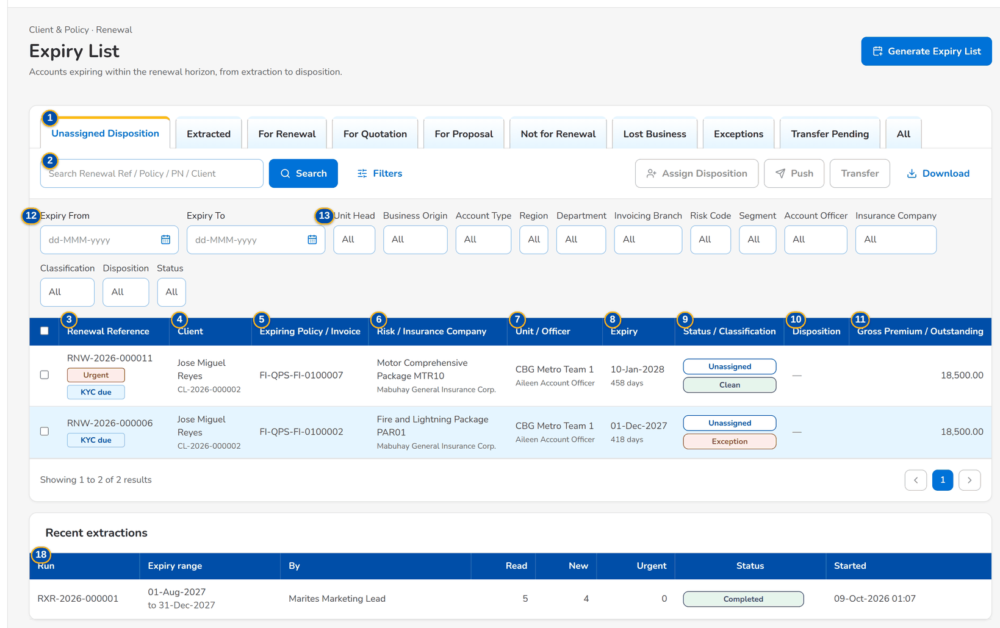 Client & Policy · Renewal
Expiry List
Generate Expiry List
Accounts expiring within the renewal horizon, from extraction to disposition.
1
Unassigned Disposition Extracted For Renewal For Quotation For Proposal Not for Renewal Lost Business Exceptions Transfer Pending All
2
Search Renewal Ref / Policy / PN / Client Search Filters Assign Disposition Push Transfer Download
12 Expiry From Expiry To 13 Unit Head Business Origin Account Type Region Department Invoicing Branch Risk Code Segment Account Officer Insurance Company
dd-MMM-yyyy dd-MMM-yyyy All All All All All All All All All All
Classification Disposition Status
All All All
3 4 5 6 7 8 9 10 11
Renewal Reference Client Expiring Policy / Invoice Risk / Insurance Company Unit / Officer Expiry Status / Classification Disposition Gross Premium / Outstanding
RNW-2026-000011
Urgent
KYC due
Jose Miguel
Reyes
CL-2026-000002
FI-QPS-FI-0100007
Motor Comprehensive
Package MTR10
Mabuhay General Insurance Corp.
CBG Metro Team 1
Aileen Account Officer
10-Jan-2028
458 days
Unassigned
Clean
—
18,500.00
RNW-2026-000006
KYC due
Jose Miguel
Reyes
CL-2026-000002
FI-QPS-FI-0100002
Fire and Lightning Package
PAR01
Mabuhay General Insurance Corp.
CBG Metro Team 1
Aileen Account Officer
01-Dec-2027
418 days
Unassigned
Exception
—
18,500.00
Showing 1 to 2 of 2 results
1
Recent extractions
18
Run Expiry range By Read New Urgent Status Started
RXR-2026-000001
01-Aug-2027
to 31-Dec-2027
Marites Marketing Lead
5
4
0
Completed
09-Oct-2026 01:07